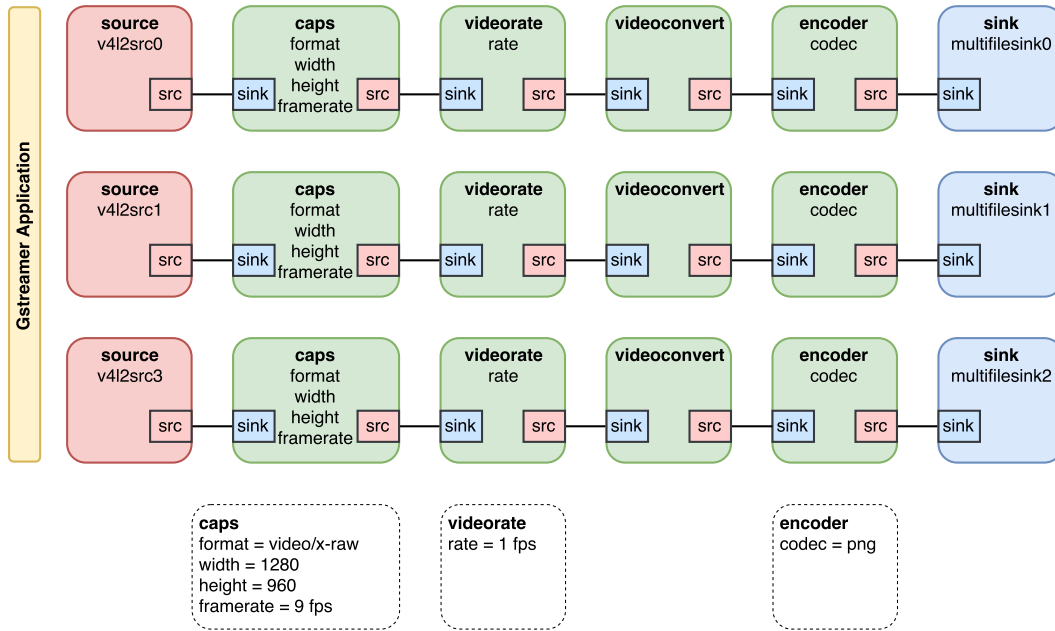 Gstreamer Application
source
v4l2src0
src
caps
format
width
height
framerate
sink
src
videorate
rate
sink
src
videoconvert
sink
src
encoder
codec
sink
src
sink
multifilesink0
sink
source
v4l2src1
src
caps
format
width
height
framerate
sink
src
videorate
rate
sink
src
videoconvert
sink
src
encoder
codec
sink
src
sink
multifilesink1
sink
source
v4l2src3
src
caps
format
width
height
framerate
sink
src
videorate
rate
sink
src
videoconvert
sink
src
encoder
codec
sink
src
sink
multifilesink2
sink
caps
format = video/x-raw
width = 1280
height = 960
framerate = 9 fps
videorate
rate = 1 fps
encoder
codec = png